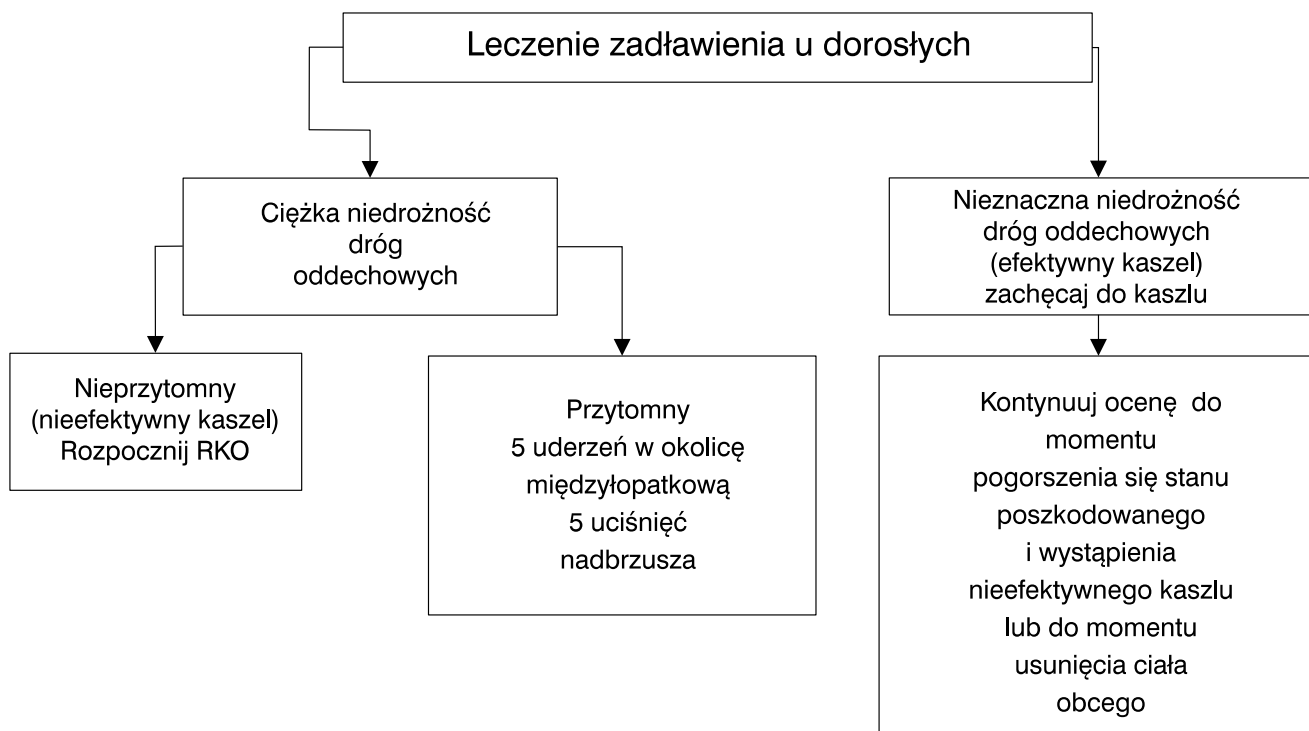 Leczenie zadławienia u dorosłych
Ciężka niedrożność
dróg
oddechowych
Nieznaczna niedrożność
dróg oddechowych
(efektywny kaszel)
zachęcaj do kaszlu
Nieprzytomny
(nieefektywny kaszel)
Rozpocznij RKO
Przytomny
5 uderzeń w okolicę
międzyłopatkową
5 uciśnięć
nadbrzusza
Kontynuuj ocenę do
momentu
pogorszenia się stanu
poszkodowanego
i wystąpienia
nieefektywnego kaszlu
lub do momentu
usunięcia ciała
obcego